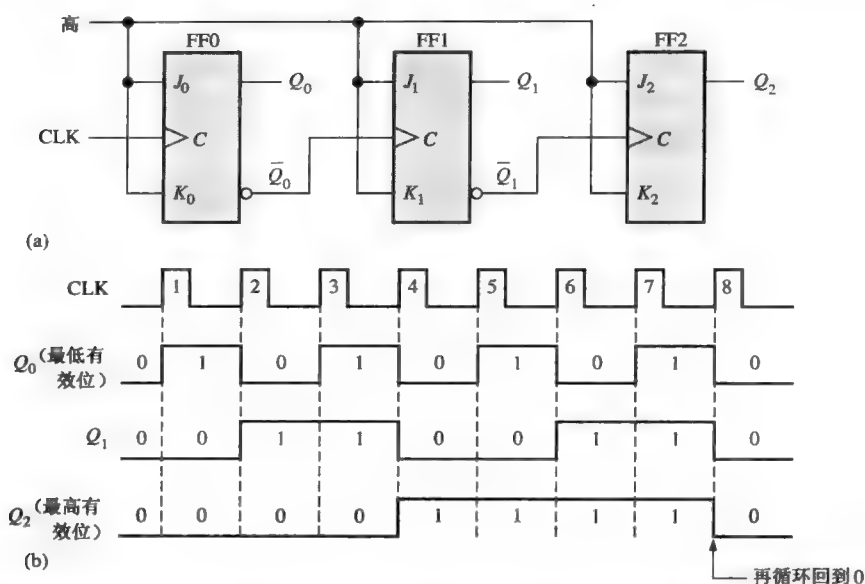 高
FF0 FF1 FF2
J₀ Q₀ J₁ Q₁ J₂ Q₂
CLK C C C
K₀ Q̅₀ K₁ Q̅₁ K₂
(a)
CLK 1 2 3 4 5 6 7 8
Q₀(最低有效位) 0 1 0 1 0 1 0 1 0
Q₁ 0 0 1 1 0 0 1 1 0
Q₂(最高有效位) 0 0 0 0 1 1 1 1 0
(b)
再循环回到0